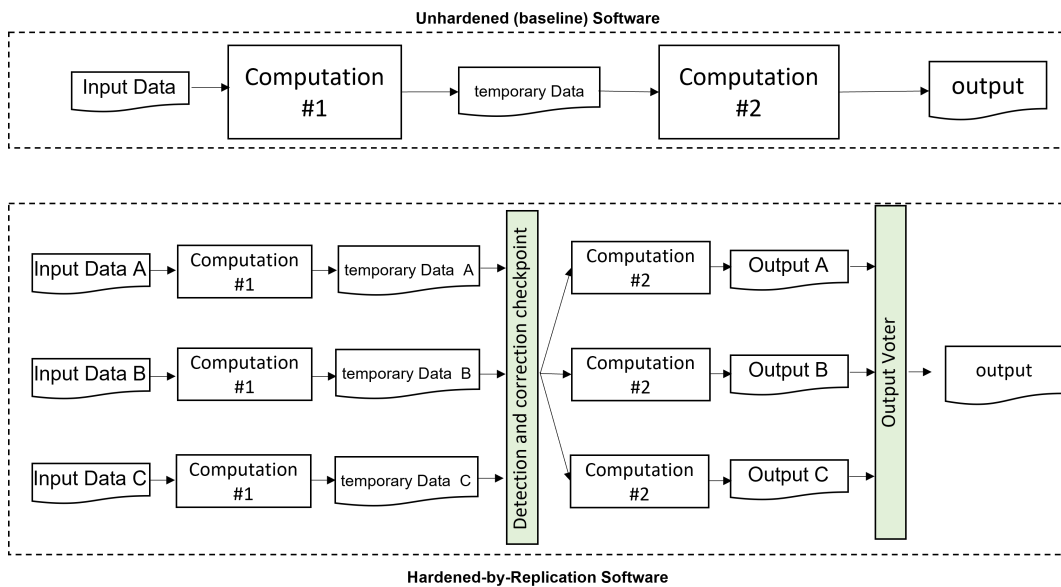 Unhardened (baseline) Software
Input Data
Computation
#1
temporary Data
Computation
#2
output
Input Data A
Computation
#1
temporary Data A
Detection and correction checkpoint
Computation
#2
Output A
Output Voter
Input Data B
Computation
#1
temporary Data B
Computation
#2
Output B
output
Input Data C
Computation
#1
temporary Data C
Computation
#2
Output C
Hardened-by-Replication Software